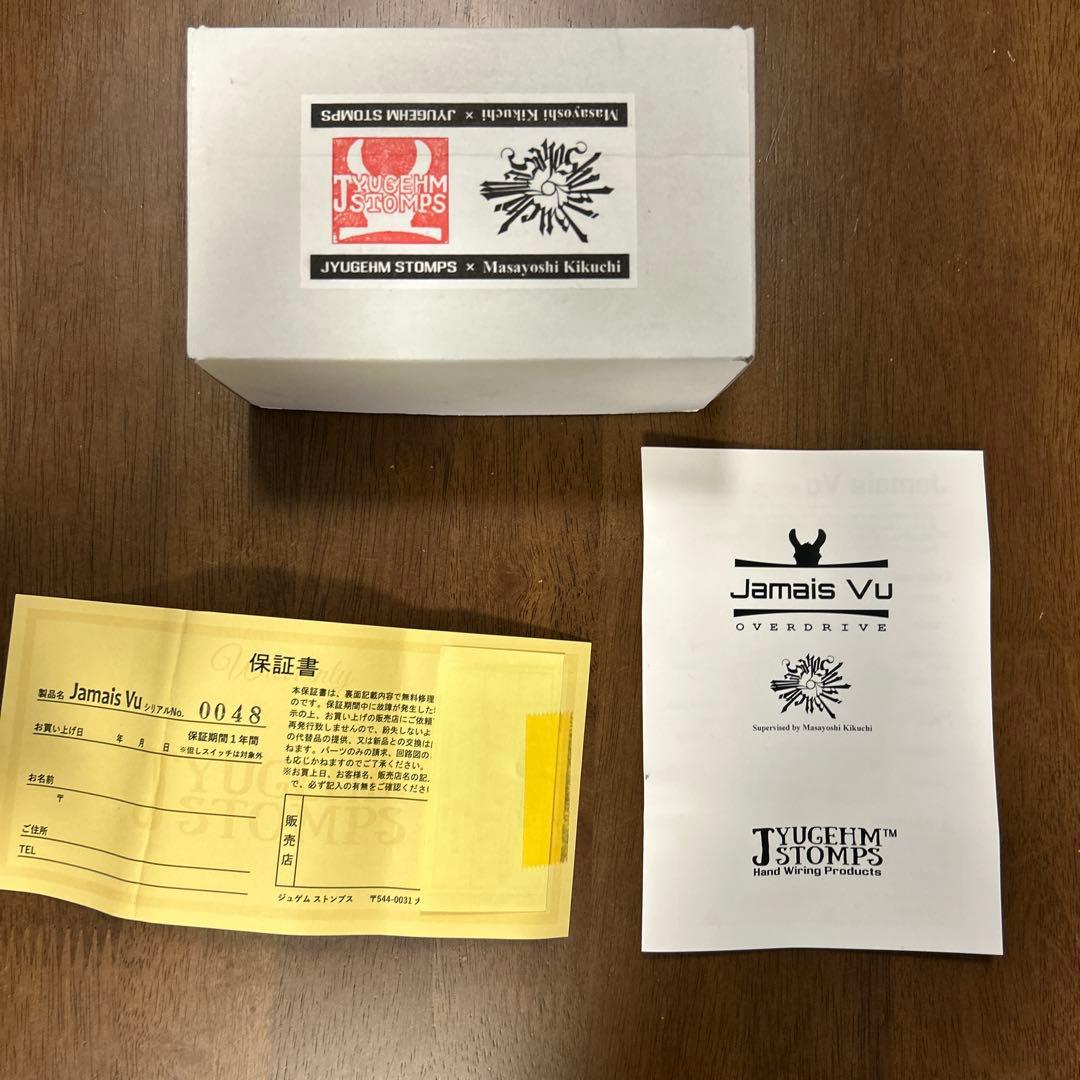 Masayoshi Kikuchi × JYUGEHM STOMPS
JYUGEHM
STOMPS
Masayoshi Kikuchi
JYUGEHM STOMPS × Masayoshi Kikuchi
Jamais Vu
Jamais Vu
OVERDRIVE
Masayoshi Kikuchi
Supervised by Masayoshi Kikuchi
JYUGEHM™
STOMPS
Hand Wiring Products
Warranty
保証書
製品名 Jamais Vu シリアルNo. 0048
お買い上げ日 年 月 日 保証期間1年間
※但しスイッチは対象外
お名前
〒
ご住所
TEL
本保証書は、裏面記載内容で無料修理
のです。保証期間中に故障が発生した
示の上、お買い上げの販売店にご依頼
再発行致しませんので、紛失しないよ
の代替品の提供、又は新品との交換は
ねます。パーツのみの請求、回路図の
も応じかねますのでご了承ください。
※お買上日、お客様名、販売店名の記
で、必ず記入の有無をご確認くださ
販売店
JYUGEHM
STOMPS
ジュゲム ストンプス 〒544-0031